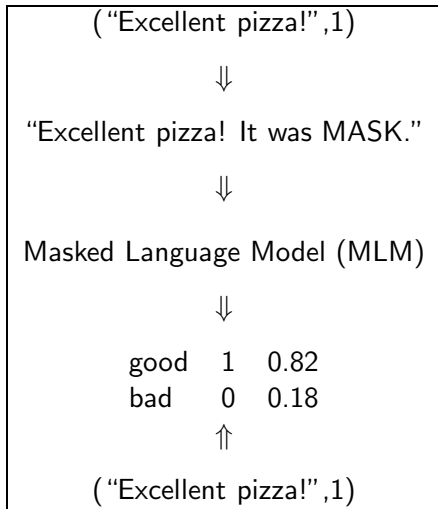 (“Excellent pizza!”,1)
⇓
“Excellent pizza! It was MASK.”
⇓
Masked Language Model (MLM)
⇓
good 1 0.82
bad 0 0.18
⇑
(“Excellent pizza!”,1)